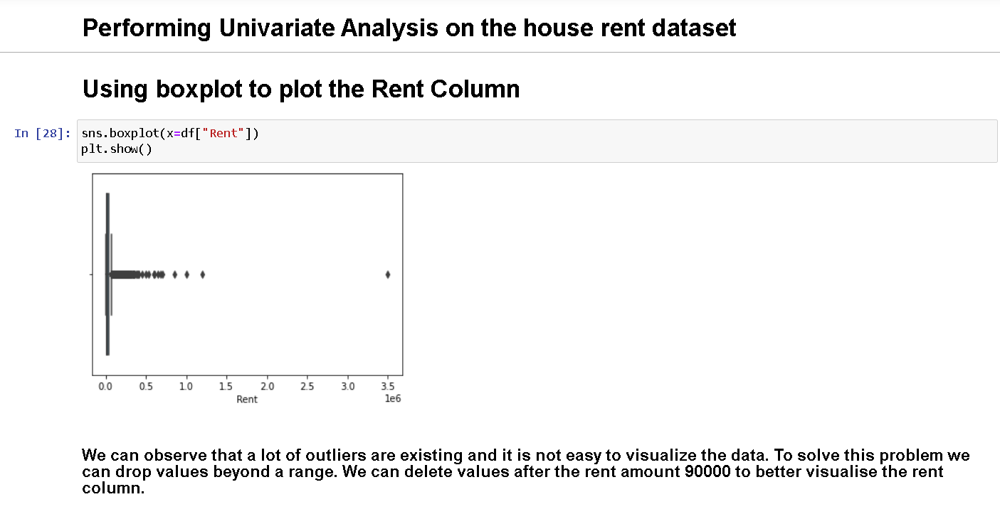 Performing Univariate Analysis on the house rent dataset
Using boxplot to plot the Rent Column
In [28]: sns.boxplot(x=df["Rent"])
plt.show()
0.0 0.5 1.0 1.5 2.0 2.5 3.0 3.5
Rent 1e6
We can observe that a lot of outliers are existing and it is not easy to visualize the data. To solve this problem we
can drop values beyond a range. We can delete values after the rent amount 90000 to better visualise the rent
column.